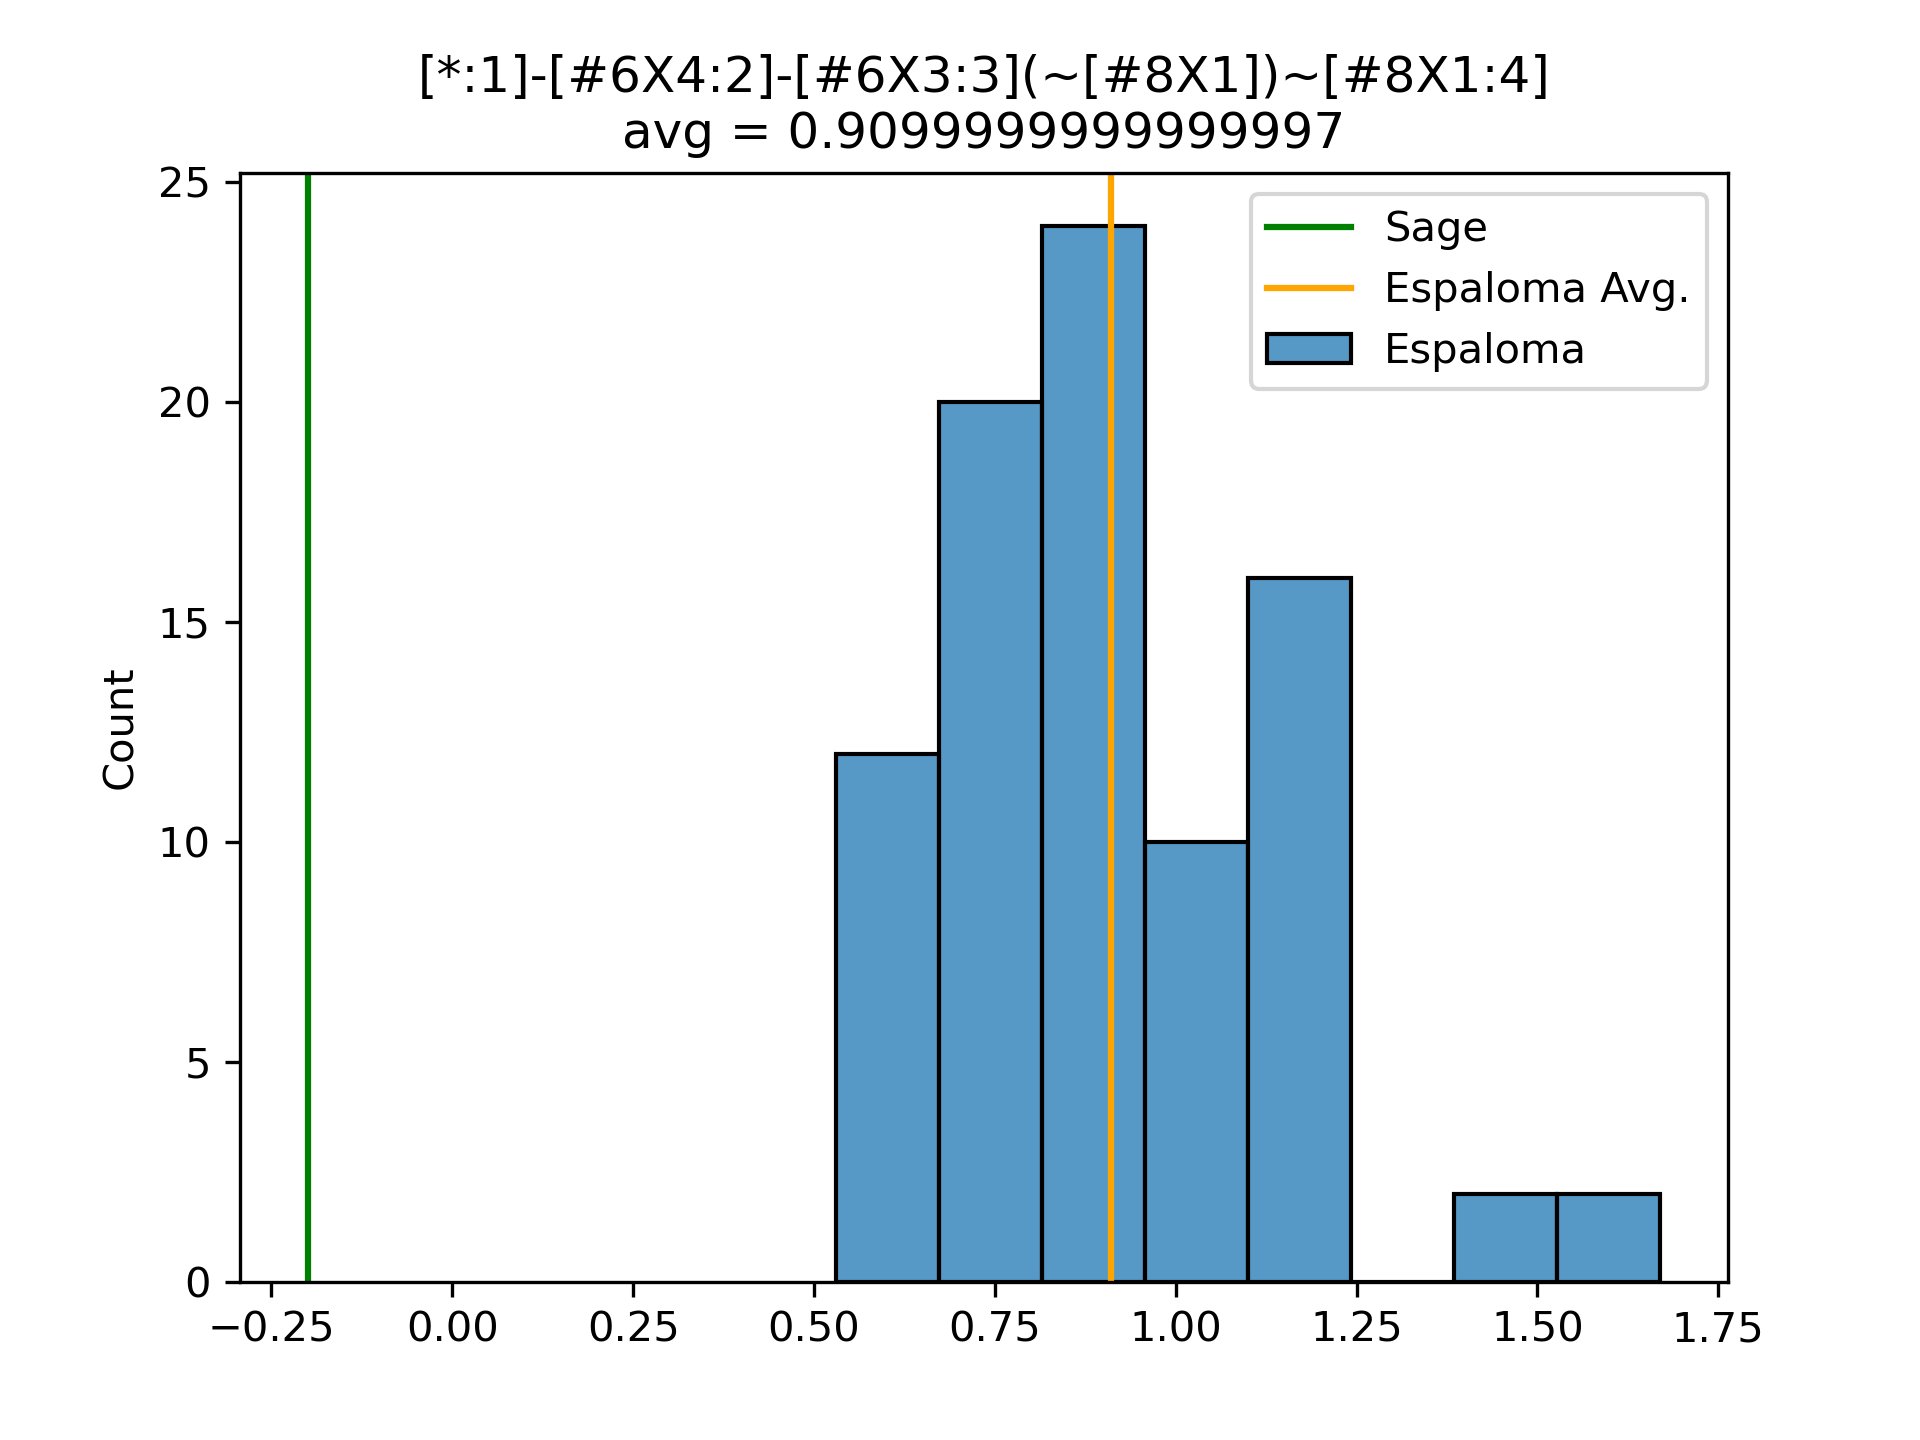 [*:1]-[#6X4:2]-[#6X3:3](~[#8X1])~[#8X1:4]
avg = 0.9099999999999997
25
20
15
10
5
0
Count
Sage
Espaloma Avg.
Espaloma
−0.25 0.00 0.25 0.50 0.75 1.00 1.25 1.50 1.75